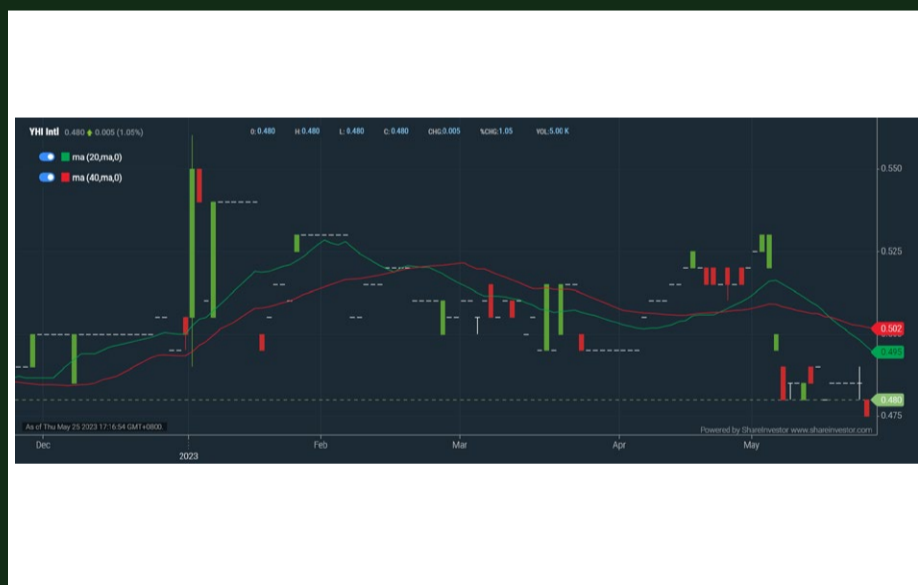 YHI Intl 0.480 0.005 (1.05%) O: 0.480 H: 0.480 L: 0.480 C: 0.480 CHG: 0.005 %CHG: 1.05 VOL: 5.00 K
ma (20,ma,0)
ma (40,ma,0)
0.550
0.525
0.502
0.495
0.480
0.475
As of Thu May 25 2023 17:16:54 GMT+0800.
Powered by ShareInvestor www.shareinvestor.com
Dec Feb Mar Apr May
2023